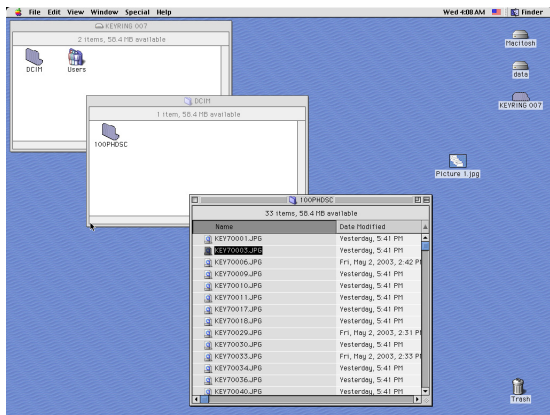 File Edit View Window Special Help
Wed 4:08 AM
Finder
KEYRING 007
2 items, 58.4 MB available
DCIM
Users
DCIM
1 item, 58.4 MB available
100PHDSC
Macitosh
data
KEYRING 007
Picture 1.jpg
100PHDSC
33 items, 58.4 MB available
Name Date Modified
KEY70001.JPG Yesterday, 5:41 PM
KEY70003.JPG Yesterday, 5:41 PM
KEY70006.JPG Fri, May 2, 2003, 2:42 PM
KEY70009.JPG Yesterday, 5:41 PM
KEY70010.JPG Yesterday, 5:41 PM
KEY70011.JPG Yesterday, 5:41 PM
KEY70017.JPG Yesterday, 5:41 PM
KEY70018.JPG Yesterday, 5:41 PM
KEY70029.JPG Fri, May 2, 2003, 2:31 PM
KEY70030.JPG Yesterday, 5:41 PM
KEY70033.JPG Fri, May 2, 2003, 2:33 PM
KEY70034.JPG Yesterday, 5:41 PM
KEY70036.JPG Yesterday, 5:41 PM
KEY70040.JPG Yesterday, 5:41 PM
Trash